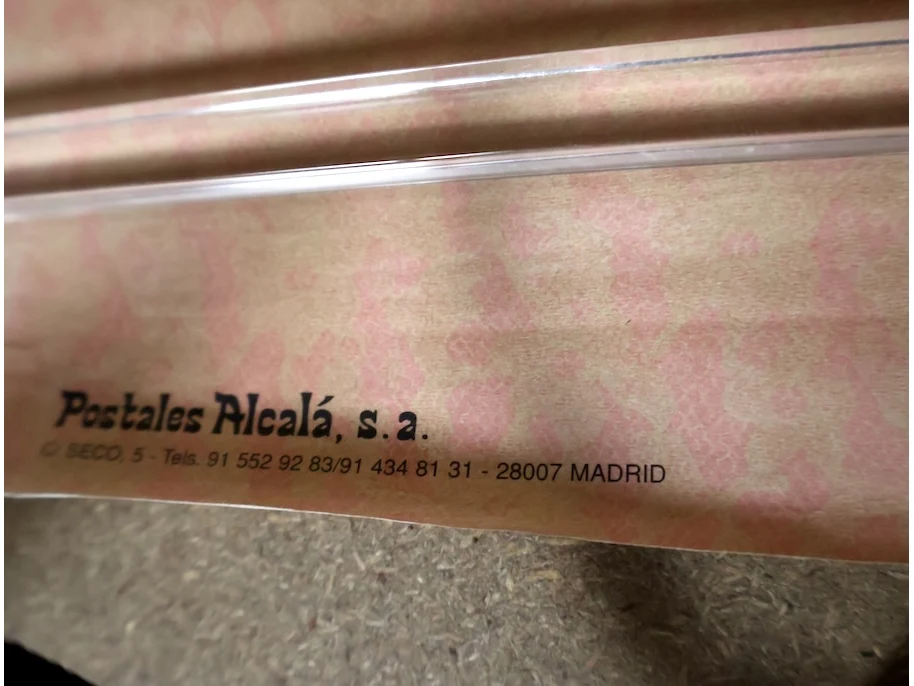 Postales Alcalá, s.a.
C/ SECO, 5 - Tels. 91 552 92 83/91 434 81 31 - 28007 MADRID